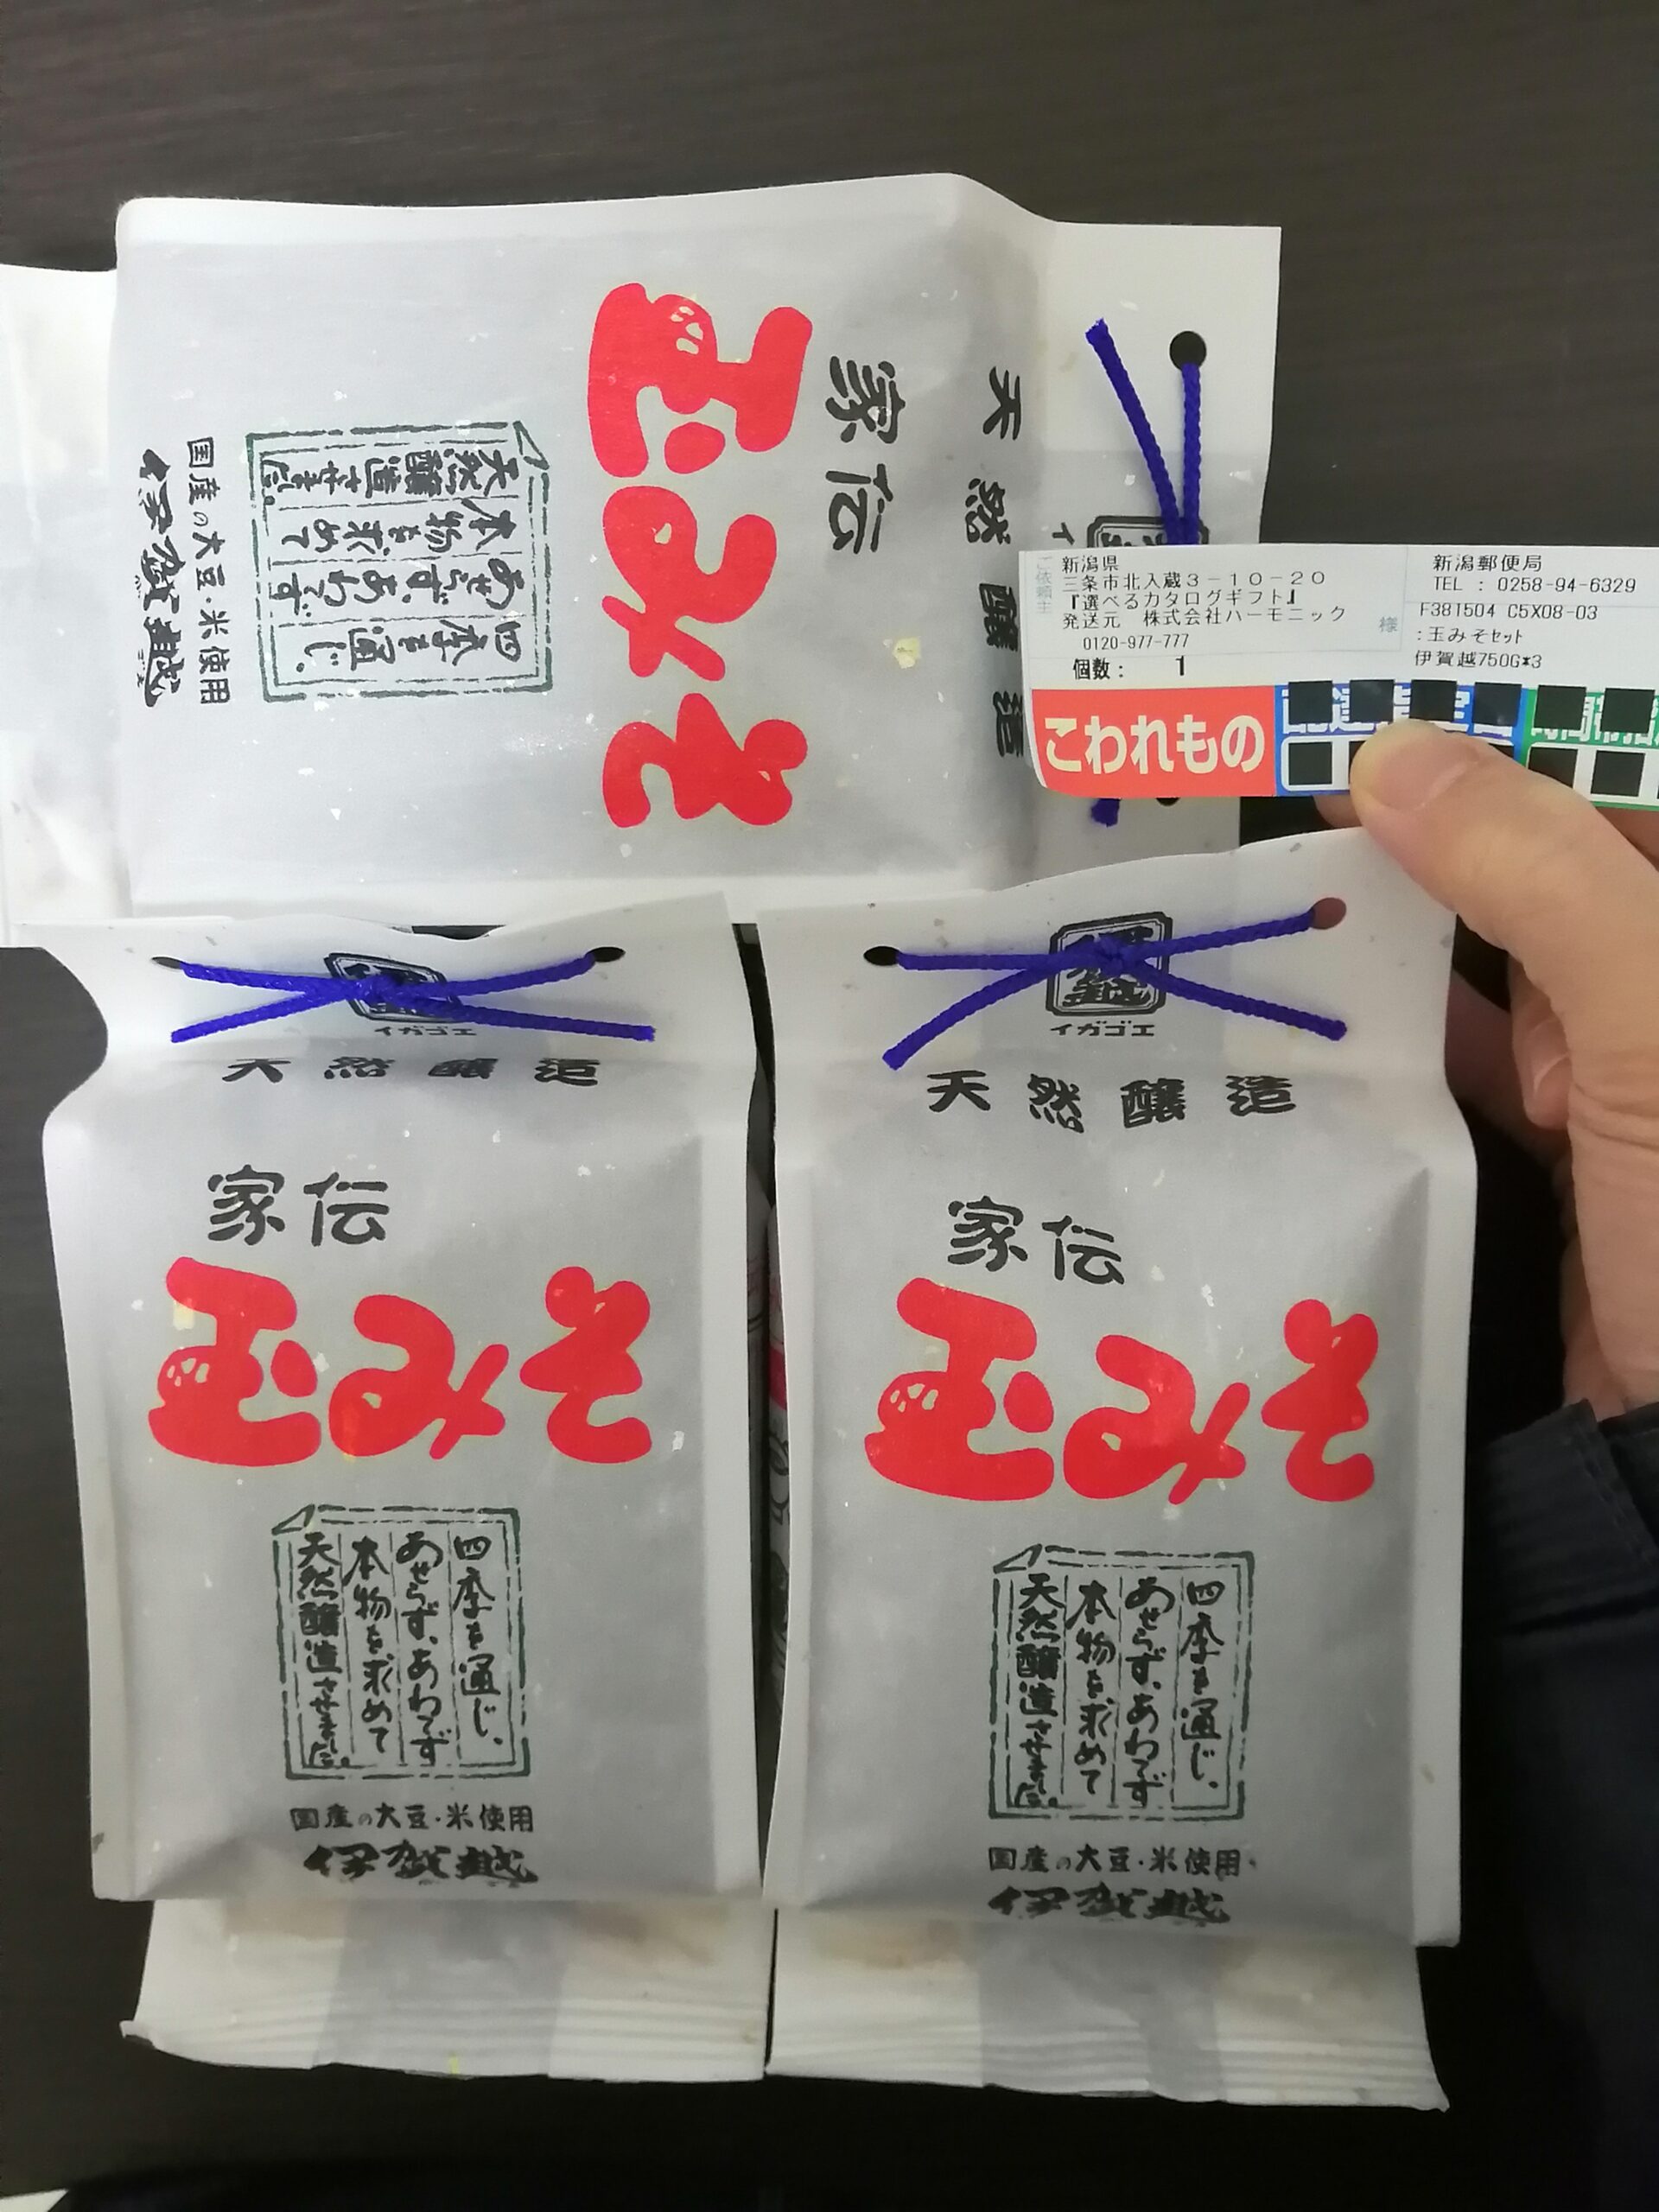 天然醸造
家伝
玉みそ
四季を通じ、
あせらず、あわてず
本物を求めて
天然醸造させました。
国産の大豆・米使用
伊賀越
ご依頼主
新潟県
三条市北入蔵3-10-20
『選べるカタログギフト』
発送元 株式会社ハーモニック
様
0120-977-777
個数: 1
新潟郵便局
TEL : 0258-94-6329
F381504 C5X08-03
:玉みそセット
伊賀越750G*3
こわれもの
イガゴエ
天然醸造
家伝
玉みそ
四季を通じ、
あせらず、あわてず
本物を求めて
天然醸造させました。
国産の大豆・米使用
伊賀越
イガゴエ
天然醸造
家伝
玉みそ
四季を通じ、
あせらず、あわてず
本物を求めて
天然醸造させました。
国産の大豆・米使用
伊賀越